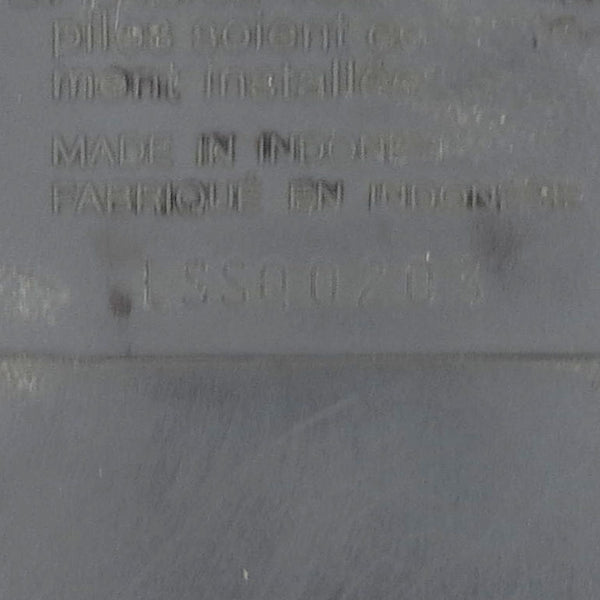 piles soient
ment installées
MADE IN INDONESIA
FABRIQUÉ EN INDONÉSIE